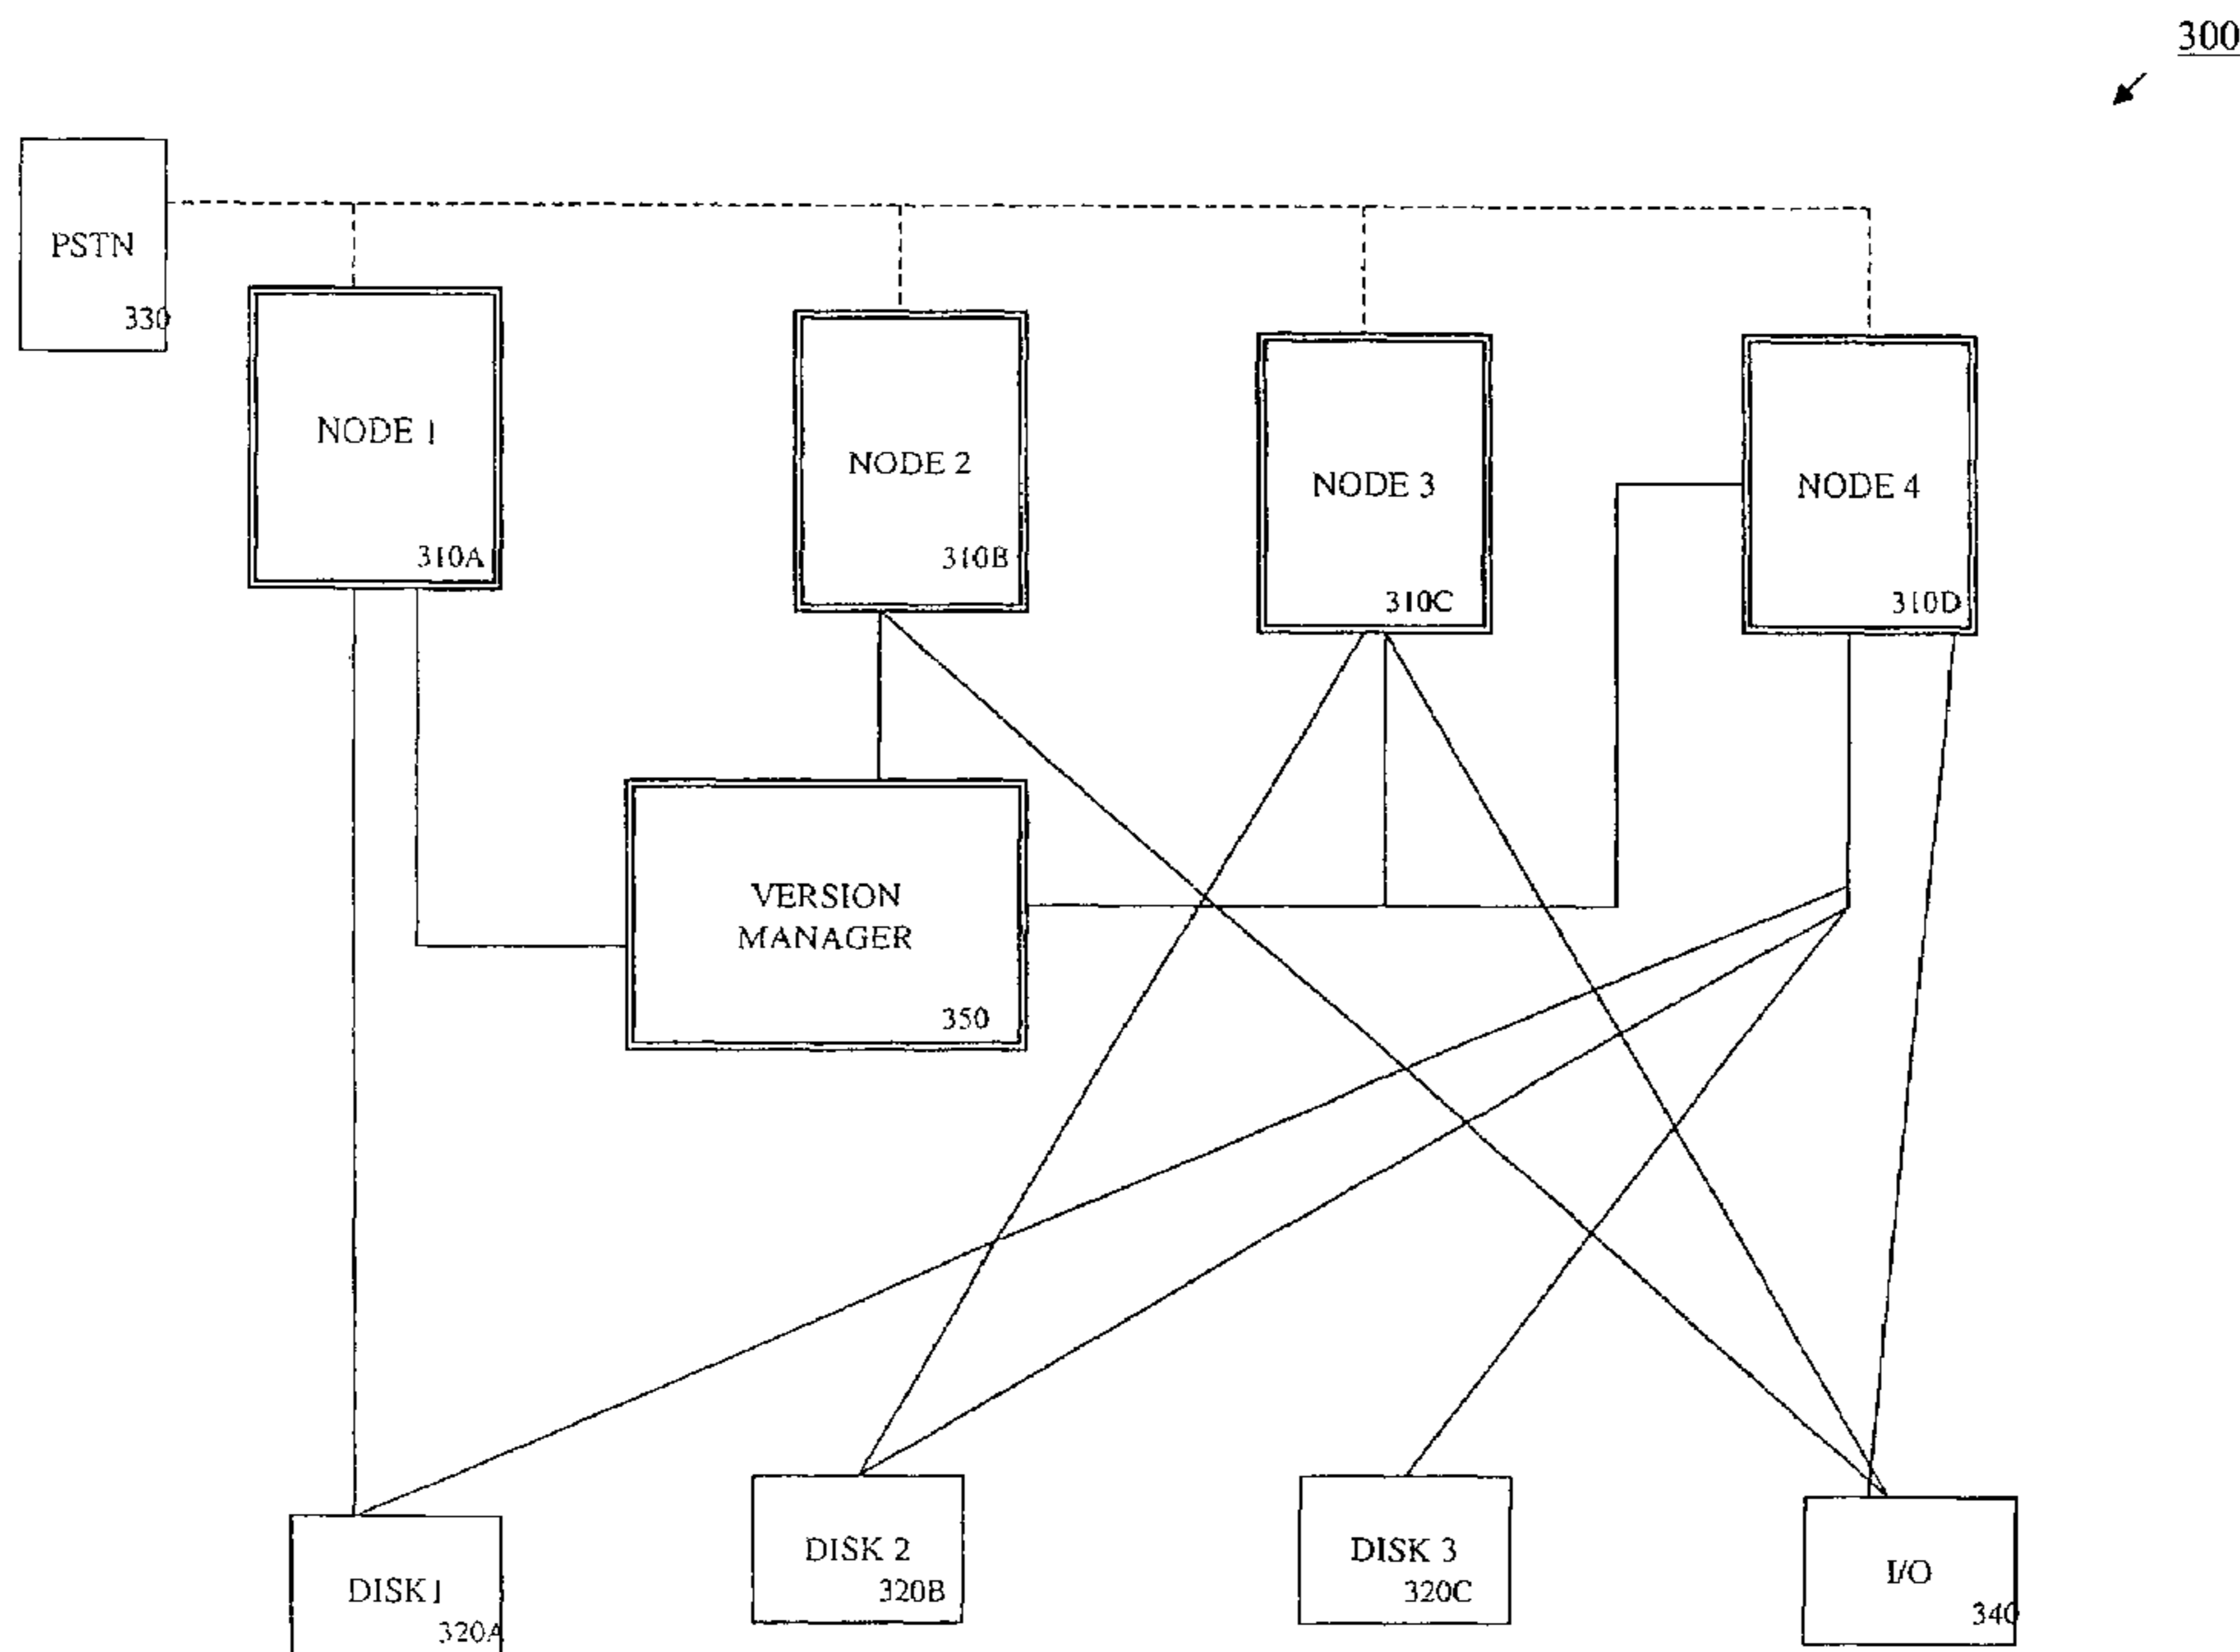 300
PSTN
330
NODE 1
310A
NODE 2
310B
NODE 3
310C
NODE 4
310D
VERSION
MANAGER
350
DISK 1
320A
DISK 2
320B
DISK 3
320C
I/O
340